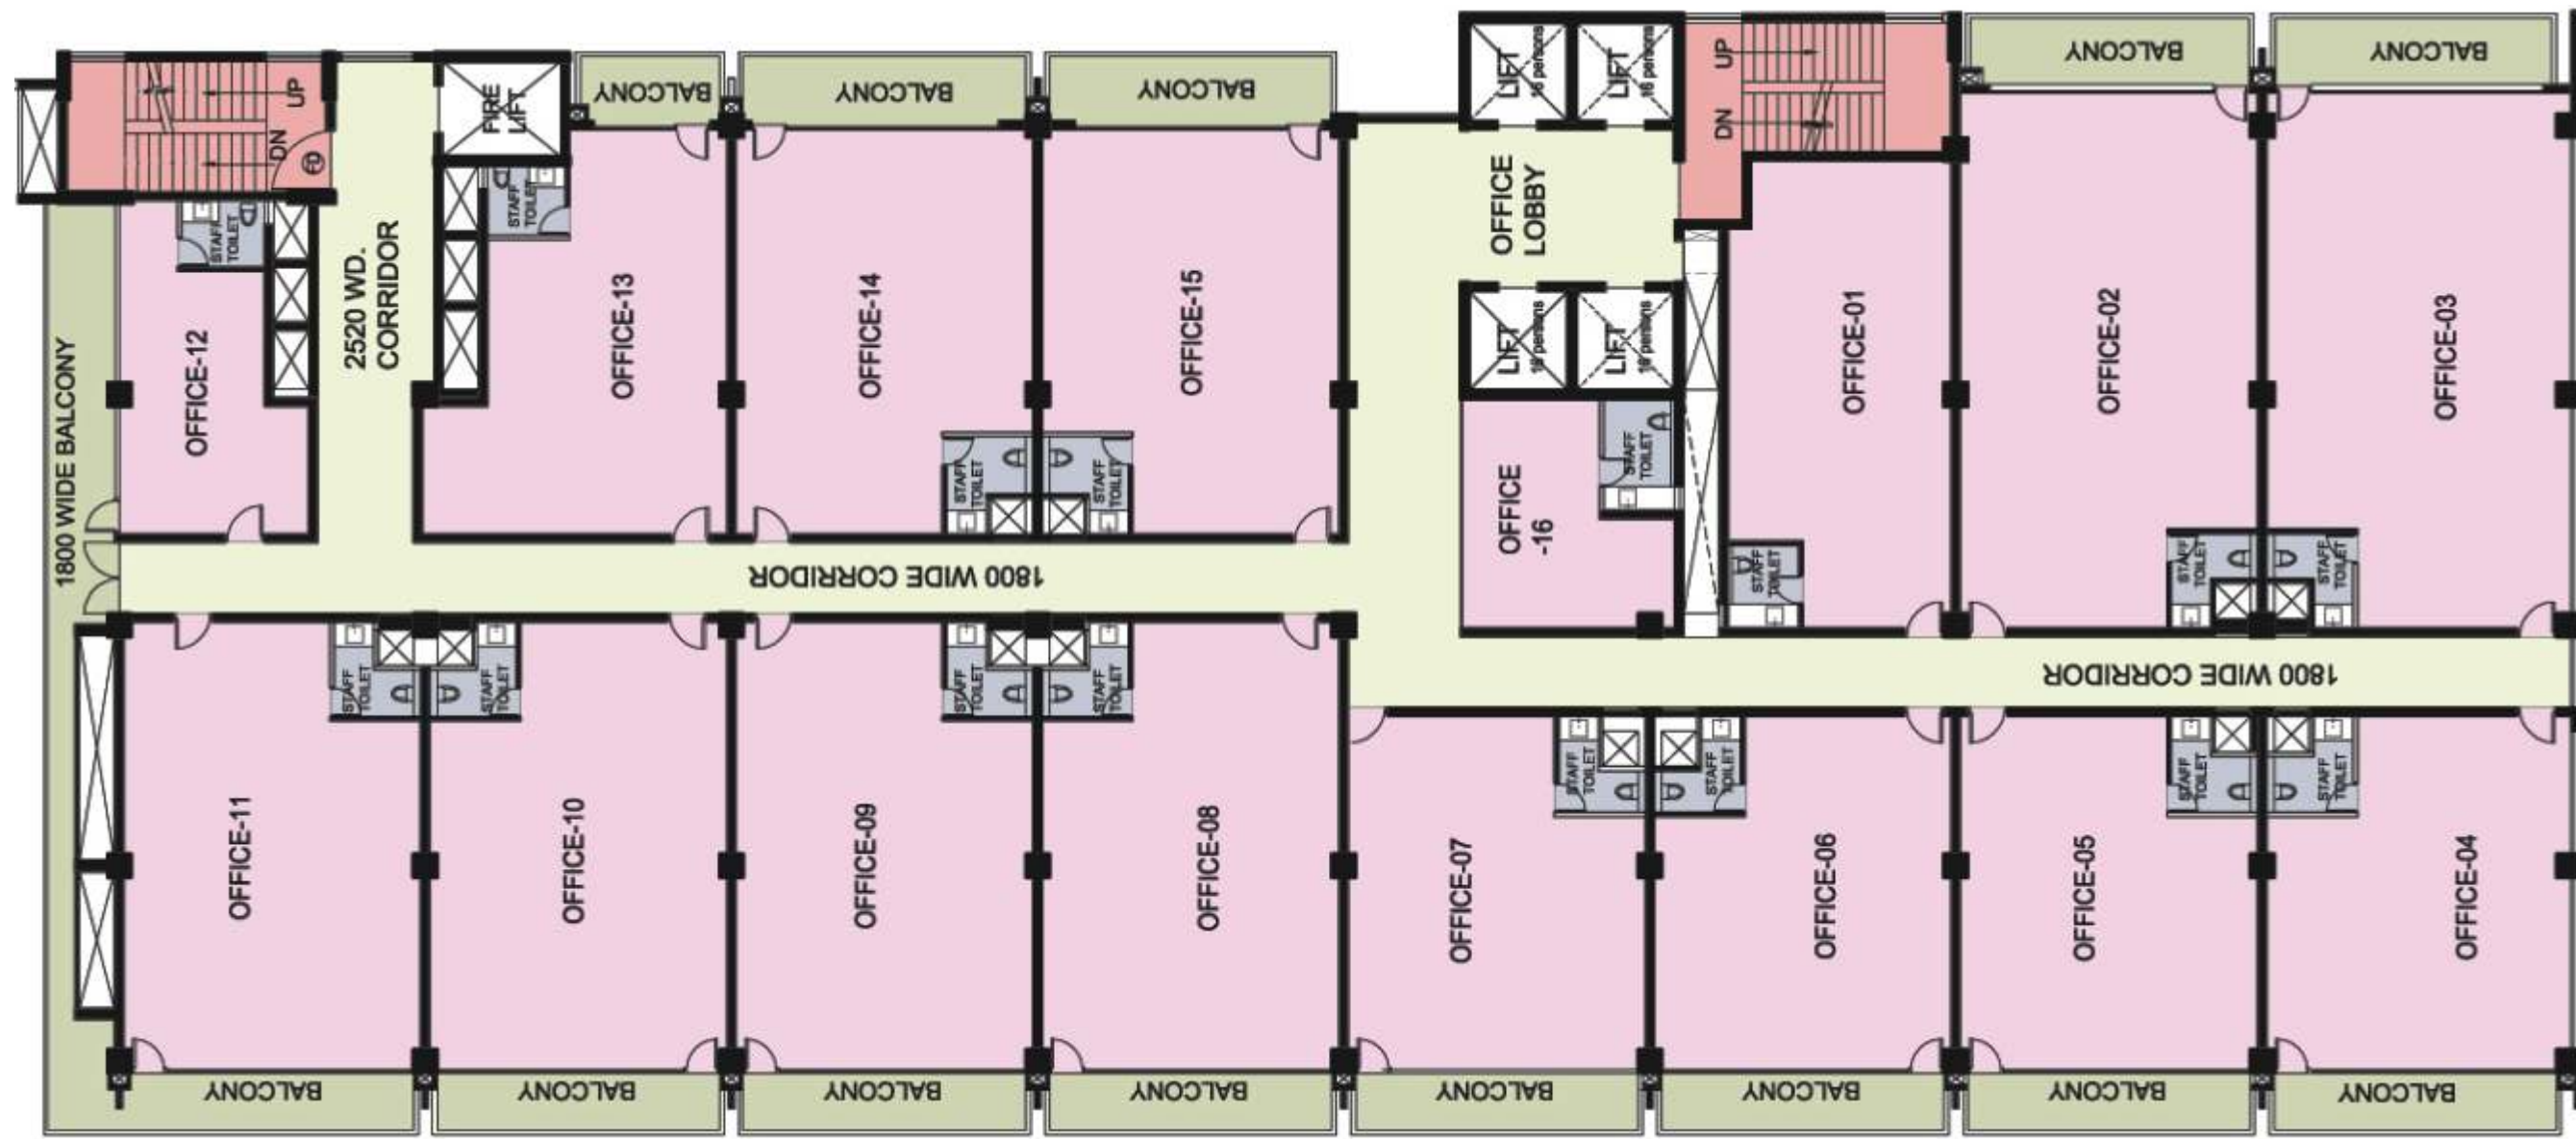 BALCONY
BALCONY
BALCONY
BALCONY
BALCONY
UP
DN
FD
FIRE
LIFT
LIFT
16 persons
LIFT
16 persons
UP
DN
STAFF
TOILET
STAFF
TOILET
2520 WD.
CORRIDOR
OFFICE
LOBBY
OFFICE-12
OFFICE-13
OFFICE-14
OFFICE-15
LIFT
16 persons
LIFT
16 persons
OFFICE-01
OFFICE-02
OFFICE-03
1800 WIDE BALCONY
STAFF
TOILET
STAFF
TOILET
OFFICE
-16
STAFF
TOILET
STAFF
TOILET
STAFF
TOILET
STAFF
TOILET
1800 WIDE CORRIDOR
1800 WIDE CORRIDOR
STAFF
TOILET
STAFF
TOILET
STAFF
TOILET
STAFF
TOILET
STAFF
TOILET
STAFF
TOILET
STAFF
TOILET
STAFF
TOILET
OFFICE-11
OFFICE-10
OFFICE-09
OFFICE-08
OFFICE-07
OFFICE-06
OFFICE-05
OFFICE-04
BALCONY
BALCONY
BALCONY
BALCONY
BALCONY
BALCONY
BALCONY
BALCONY